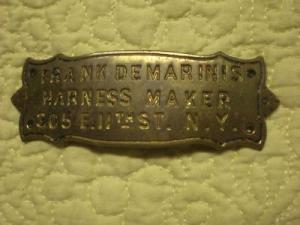 FRANK DEMARINIS
HARNESS MAKER
305 E. 11TH ST. N.Y.